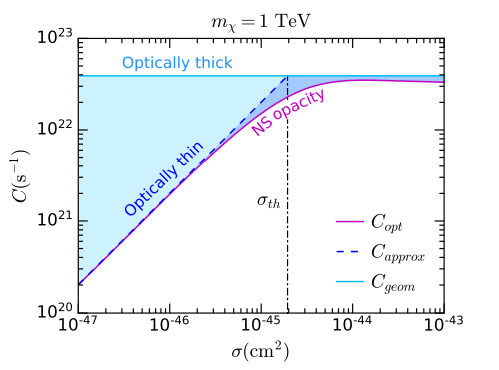 m_χ = 1 TeV
10^23
10^22
10^21
10^20
C(s^−1)
Optically thick
Optically thin
NS opacity
σ_th
C_opt
C_approx
C_geom
10^-47
10^-46
10^-45
10^-44
10^-43
σ(cm^2)